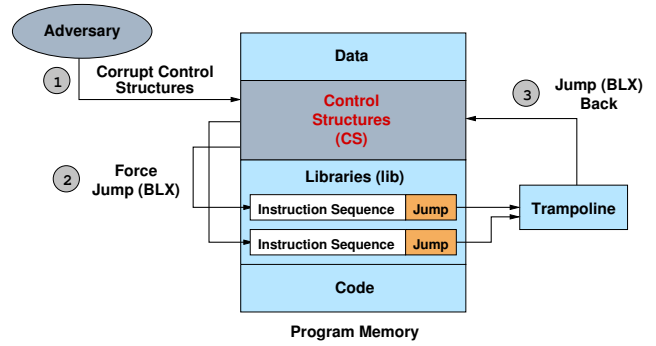 Adversary
1
Corrupt Control
Structures
Data
Control
Structures
(CS)
3
Jump (BLX)
Back
2
Force
Jump (BLX)
Libraries (lib)
Instruction Sequence Jump
Trampoline
Instruction Sequence Jump
Code
Program Memory